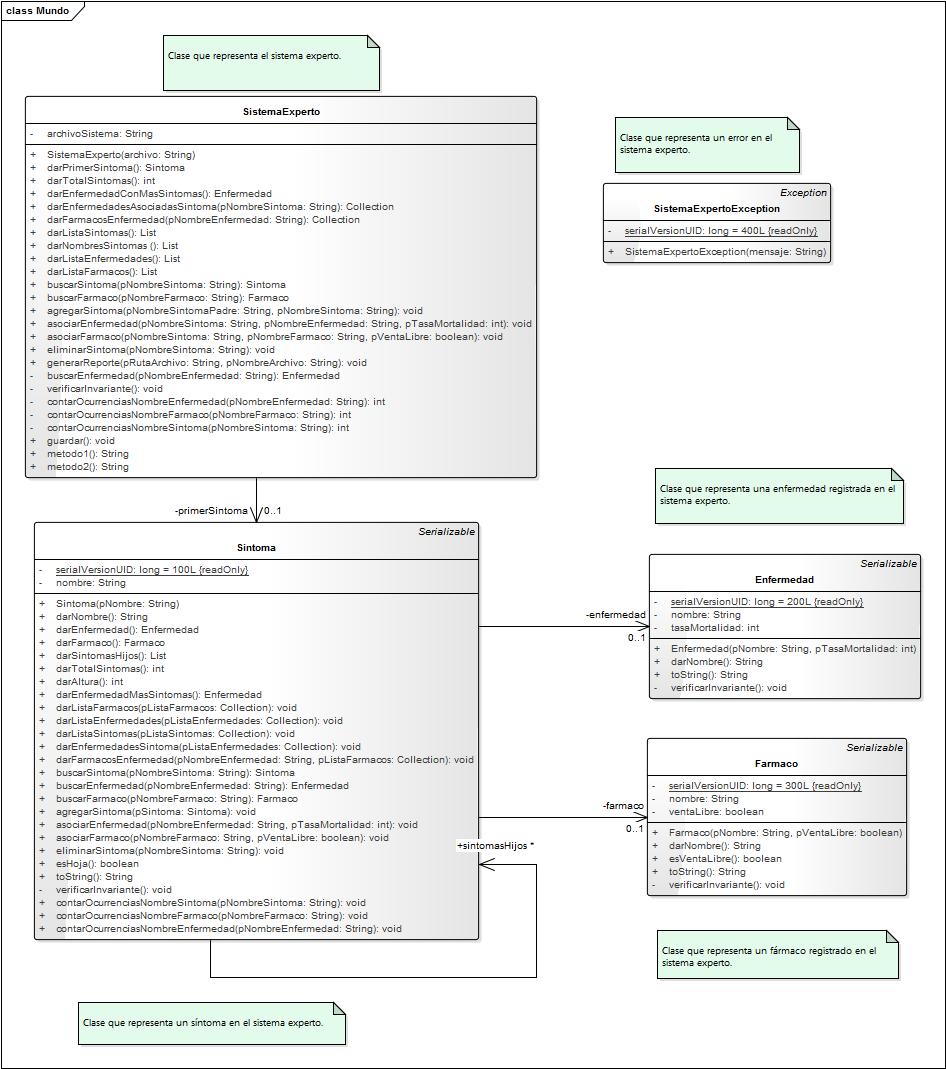 class Mundo
Clase que representa el sistema experto.
SistemaExperto
- archivoSistema: String
+ SistemaExperto(archivo: String)
+ darPrimerSintoma(): Sintoma
+ darTotalSintomas(): int
+ darEnfermedadConMasSintomas(): Enfermedad
+ darEnfermedadesAsociadasSintoma(pNombreSintoma: String): Collection
+ darFarmacosEnfermedad(pNombreEnfermedad: String): Collection
+ darListaSintomas(): List
+ darNombresSintomas (): List
+ darListaEnfermedades(): List
+ darListaFarmacos(): List
+ buscarSintoma(pNombreSintoma: String): Sintoma
+ buscarFarmaco(pNombreFarmaco: String): Farmaco
+ agregarSintoma(pNombreSintomaPadre: String, pNombreSintoma: String): void
+ asociarEnfermedad(pNombreSintoma: String, pNombreEnfermedad: String, pTasaMortalidad: int): void
+ asociarFarmaco(pNombreSintoma: String, pNombreFarmaco: String, pVentaLibre: boolean): void
+ eliminarSintoma(pNombreSintoma: String): void
+ generarReporte(pRutaArchivo: String, pNombreArchivo: String): void
- buscarEnfermedad(pNombreEnfermedad: String): Enfermedad
- verificarInvariante(): void
- contarOcurrenciasNombreEnfermedad(pNombreEnfermedad: String): int
- contarOcurrenciasNombreFarmaco(pNombreFarmaco: String): int
- contarOcurrenciasNombreSintoma(pNombreSintoma: String): int
+ guardar(): void
+ metodo1(): String
+ metodo2(): String
Clase que representa un error en el
sistema experto.
Exception
SistemaExpertoException
- serialVersionUID: long = 400L {readOnly}
+ SistemaExpertoException(mensaje: String)
-primerSintoma 0..1
Serializable
Sintoma
- serialVersionUID: long = 100L {readOnly}
- nombre: String
+ Sintoma(pNombre: String)
+ darNombre(): String
+ darEnfermedad(): Enfermedad
+ darFarmaco(): Farmaco
+ darSintomasHijos(): List
+ darTotalSintomas(): int
+ darAltura(): int
+ darEnfermedadMasSintomas(): Enfermedad
+ darListaFarmacos(pListaFarmacos: Collection): void
+ darListaEnfermedades(pListaEnfermedades: Collection): void
+ darListaSintomas(pListaSintomas: Collection): void
+ darEnfermedadesSintoma(pListaEnfermedades: Collection): void
+ darFarmacosEnfermedad(pNombreEnfermedad: String, pListaFarmacos: Collection): void
+ buscarSintoma(pNombreSintoma: String): Sintoma
+ buscarEnfermedad(pNombreEnfermedad: String): Enfermedad
+ buscarFarmaco(pNombreFarmaco: String): Farmaco
+ agregarSintoma(pSintoma: Sintoma): void
+ asociarEnfermedad(pNombreEnfermedad: String, pTasaMortalidad: int): void
+ asociarFarmaco(pNombreFarmaco: String, pVentaLibre: boolean): void
+ eliminarSintoma(pNombreSintoma: String): void
+ esHoja(): boolean
+ toString(): String
- verificarInvariante(): void
+ contarOcurrenciasNombreSintoma(pNombreSintoma: String): void
+ contarOcurrenciasNombreFarmaco(pNombreFarmaco: String): void
+ contarOcurrenciasNombreEnfermedad(pNombreEnfermedad: String): void
+sintomasHijos *
Clase que representa un síntoma en el sistema experto.
Clase que representa una enfermedad registrada en el
sistema experto.
-enfermedad
0..1
Serializable
Enfermedad
- serialVersionUID: long = 200L {readOnly}
- nombre: String
- tasaMortalidad: int
+ Enfermedad(pNombre: String, pTasaMortalidad: int)
+ darNombre(): String
+ toString(): String
- verificarInvariante(): void
-farmaco
0..1
Serializable
Farmaco
- serialVersionUID: long = 300L {readOnly}
- nombre: String
- ventaLibre: boolean
+ Farmaco(pNombre: String, pVentaLibre: boolean)
+ darNombre(): String
+ esVentaLibre(): boolean
+ toString(): String
- verificarInvariante(): void
Clase que representa un fármaco registrado en el
sistema experto.